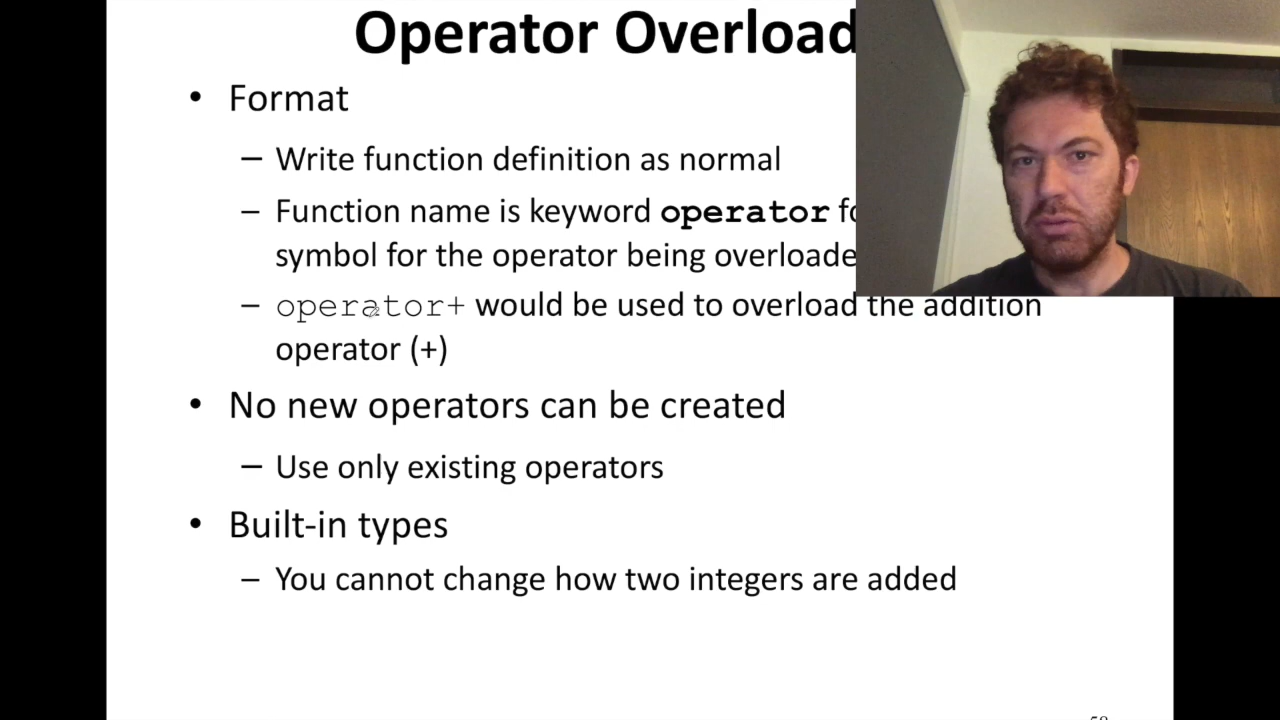 Operator Overload
• Format
– Write function definition as normal
– Function name is keyword operator
symbol for the operator being overloade
– operator+ would be used to overload the addition
operator (+)
• No new operators can be created
– Use only existing operators
• Built-in types
– You cannot change how two integers are added